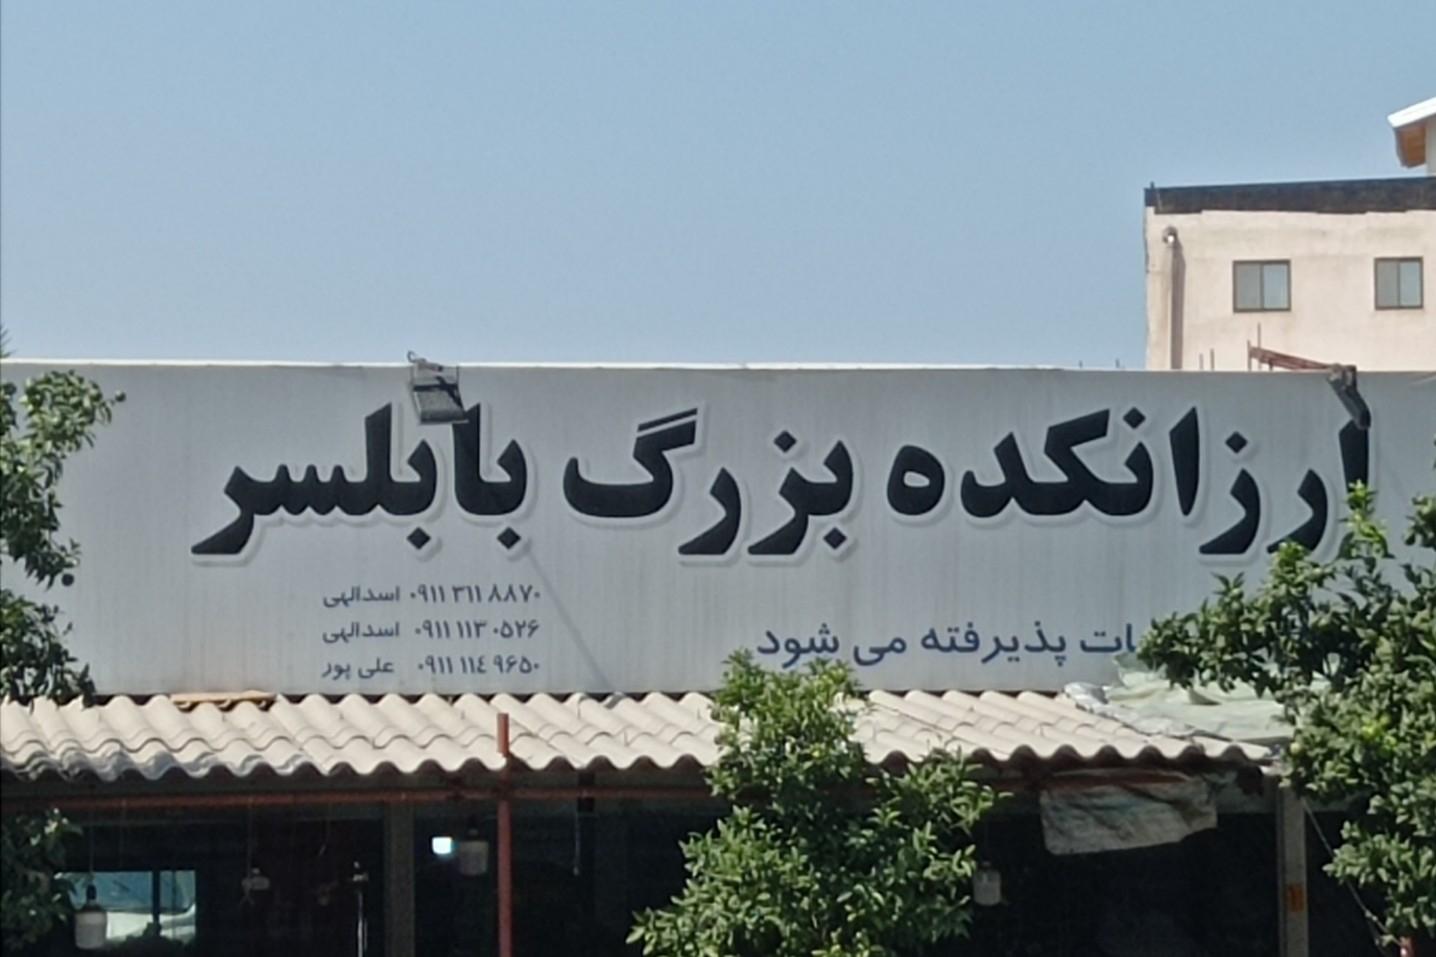 ارزانکده بزرگ بابلسر
پذیرفته می شود
۰۹۱۱ ۳۱۱ ۸۸۷۰ اسدالهی
۰۹۱۱ ۱۱۳ ۰۵۲۶ اسدالهی
۰۹۱۱ ۱۱۴ ۹۶۵۰ علی پور